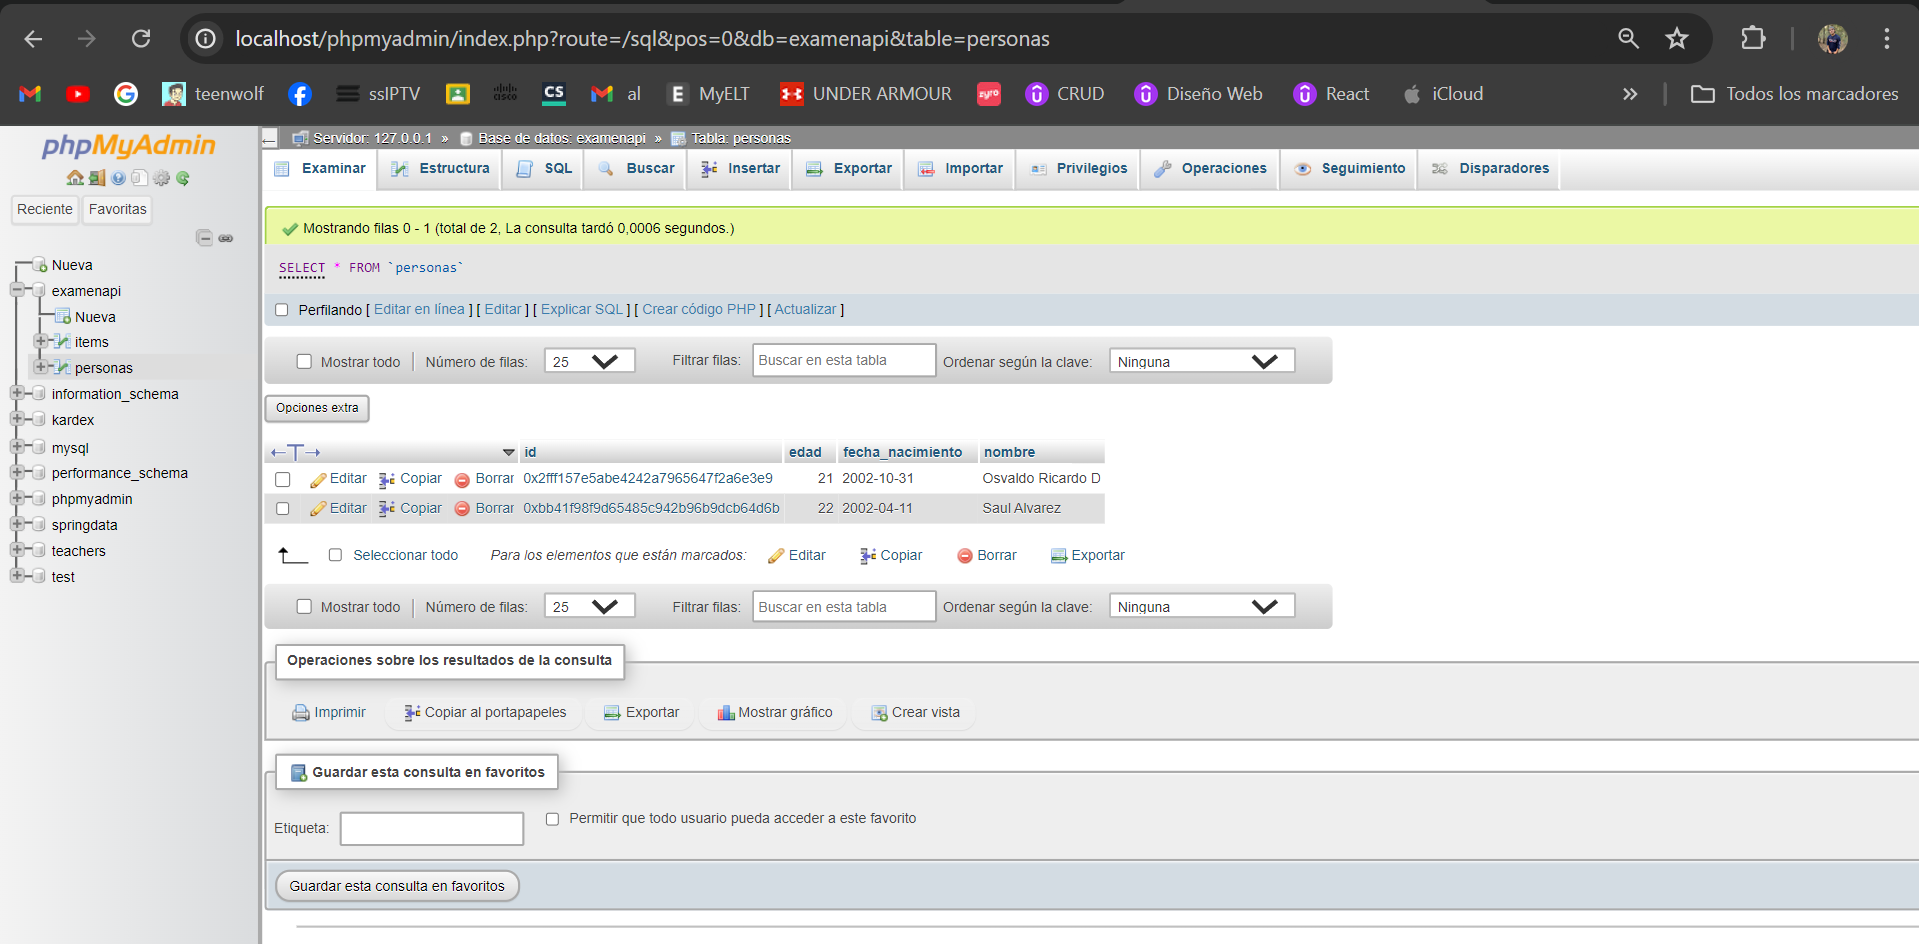 localhost/phpmyadmin/index.php?route=/sql&pos=0&db=examenapi&table=personas
teenwolf ssIPTV cisco CS al E MyELT UNDER ARMOUR zyro CRUD Diseño Web React iCloud » Todos los marcadores
phpMyAdmin
Reciente Favoritas
Nueva
examenapi
Nueva
items
personas
information_schema
kardex
mysql
performance_schema
phpmyadmin
springdata
teachers
test
Servidor: 127.0.0.1 » Base de datos: examenapi » Tabla: personas
Examinar Estructura SQL Buscar Insertar Exportar Importar Privilegios Operaciones Seguimiento Disparadores
Mostrando filas 0 - 1 (total de 2, La consulta tardó 0,0006 segundos.)
SELECT * FROM `personas`
Perfilando [ Editar en línea ] [ Editar ] [ Explicar SQL ] [ Crear código PHP ] [ Actualizar ]
Mostrar todo Número de filas: 25 Filtrar filas: Buscar en esta tabla Ordenar según la clave: Ninguna
Opciones extra
←T→ id edad fecha_nacimiento nombre
Editar Copiar Borrar 0x2fff157e5abe4242a7965647f2a6e3e9 21 2002-10-31 Osvaldo Ricardo D
Editar Copiar Borrar 0xbb41f98f9d65485c942b96b9dcb64d6b 22 2002-04-11 Saul Alvarez
Seleccionar todo Para los elementos que están marcados: Editar Copiar Borrar Exportar
Mostrar todo Número de filas: 25 Filtrar filas: Buscar en esta tabla Ordenar según la clave: Ninguna
Operaciones sobre los resultados de la consulta
Imprimir Copiar al portapapeles Exportar Mostrar gráfico Crear vista
Guardar esta consulta en favoritos
Etiqueta: Permitir que todo usuario pueda acceder a este favorito
Guardar esta consulta en favoritos